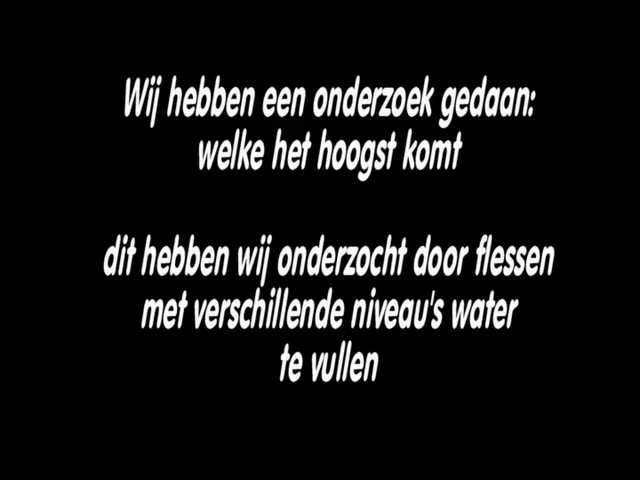 Wij hebben een onderzoek gedaan:
welke het hoogst komt
dit hebben wij onderzocht door flessen
met verschillende niveau's water
te vullen